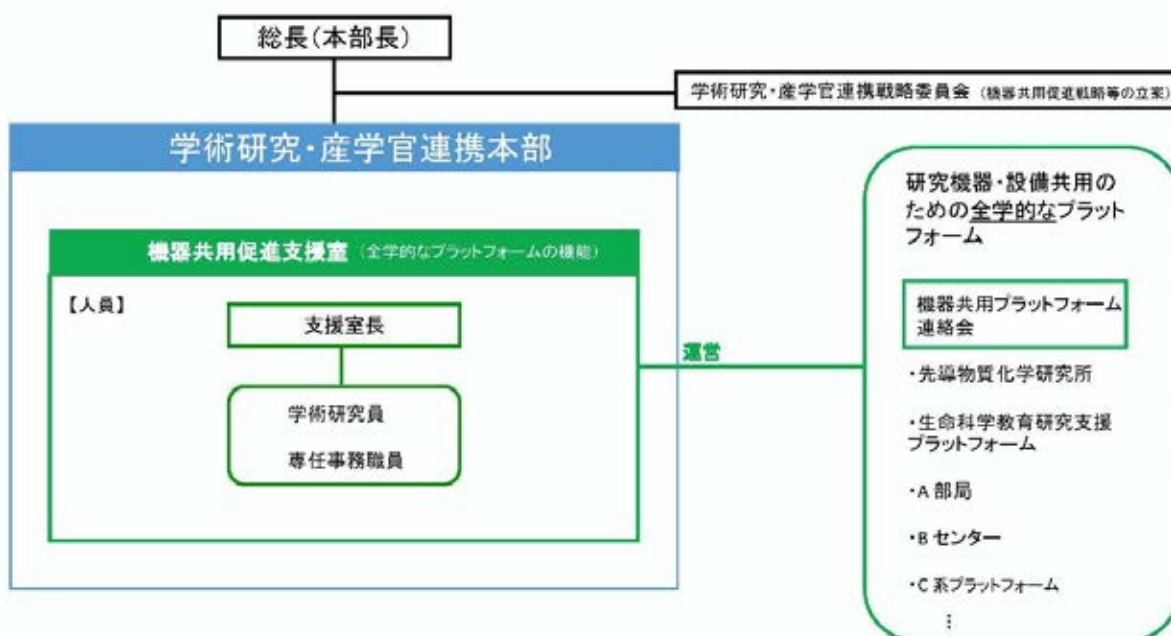 総長(本部長)
学術研究・産学官連携戦略委員会 (機器共用促進戦略等の立案)
学術研究・産学官連携本部
機器共用促進支援室 (全学的なプラットフォームの機能)
【人員】
支援室長
学術研究員
専任事務職員
運営
研究機器・設備共用の
ための全学的なプラット
フォーム
機器共用プラットフォーム
連絡会
・先導物質化学研究所
・生命科学教育研究支援
プラットフォーム
・A 部局
・B センター
・C 系プラットフォーム
⋮